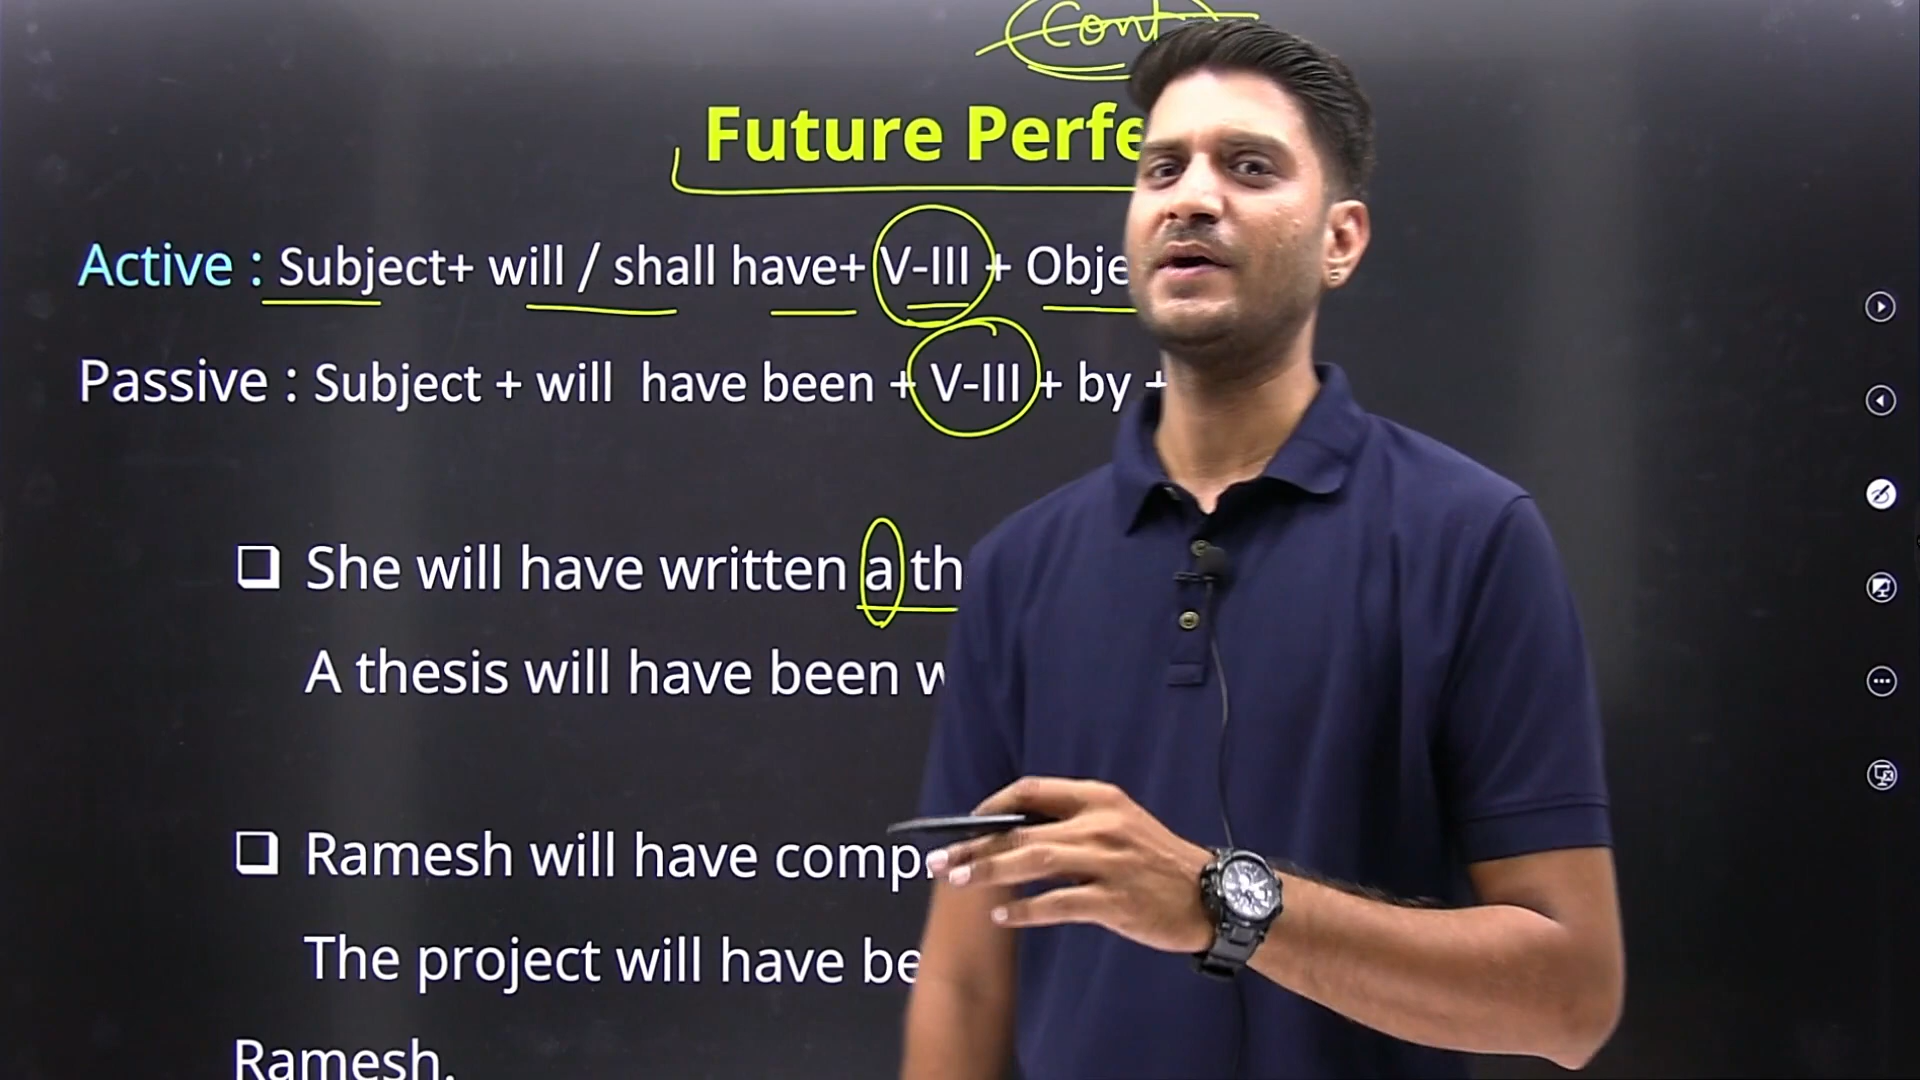 Cont
Future Perfe
Active : Subject+ will / shall have+ V-III + Obje
Passive : Subject + will have been + V-III + by +
❑ She will have written a th
A thesis will have been w
❑ Ramesh will have comp
The project will have be
Ramesh.